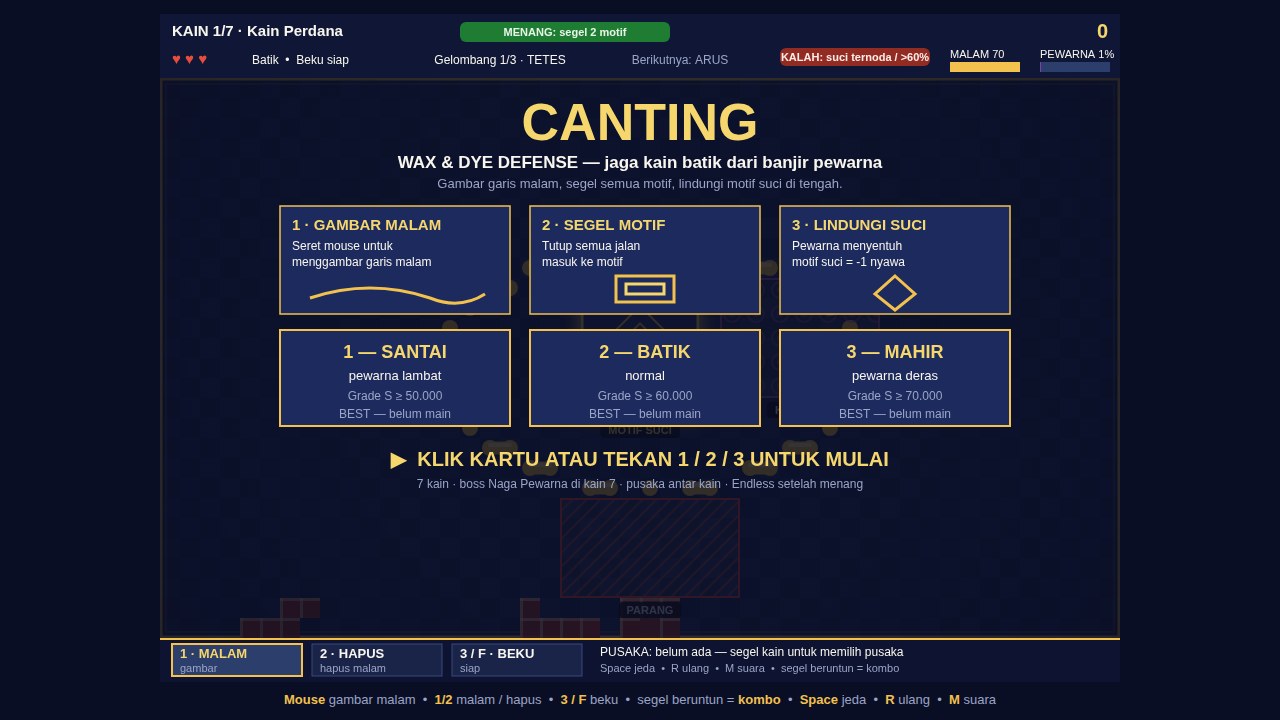 KAIN 1/7 · Kain Perdana
MENANG: segel 2 motif
0
♥ ♥ ♥
Batik • Beku siap
Gelombang 1/3 · TETES
Berikutnya: ARUS
KALAH: suci ternoda / >60%
MALAM 70
PEWARNA 1%
CANTING
WAX & DYE DEFENSE — jaga kain batik dari banjir pewarna
Gambar garis malam, segel semua motif, lindungi motif suci di tengah.
1 · GAMBAR MALAM
Seret mouse untuk
menggambar garis malam
2 · SEGEL MOTIF
Tutup semua jalan
masuk ke motif
3 · LINDUNGI SUCI
Pewarna menyentuh
motif suci = -1 nyawa
1 — SANTAI
pewarna lambat
Grade S ≥ 50.000
BEST — belum main
2 — BATIK
normal
Grade S ≥ 60.000
BEST — belum main
3 — MAHIR
pewarna deras
Grade S ≥ 70.000
BEST — belum main
MOTIF SUCI
▶ KLIK KARTU ATAU TEKAN 1 / 2 / 3 UNTUK MULAI
7 kain · boss Naga Pewarna di kain 7 · pusaka antar kain · Endless setelah menang
PARANG
1 · MALAM
gambar
2 · HAPUS
hapus malam
3 / F · BEKU
siap
PUSAKA: belum ada — segel kain untuk memilih pusaka
Space jeda • R ulang • M suara • segel beruntun = kombo
Mouse gambar malam • 1/2 malam / hapus • 3 / F beku • segel beruntun = kombo • Space jeda • R ulang • M suara